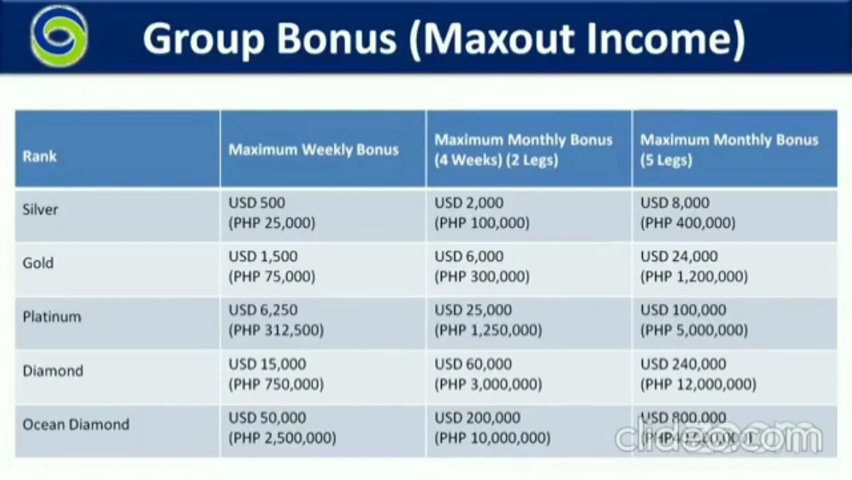 Group Bonus (Maxout Income)
Rank
Maximum Weekly Bonus
Maximum Monthly Bonus
(4 Weeks) (2 Legs)
Maximum Monthly Bonus
(5 Legs)
Silver
USD 500
(PHP 25,000)
USD 2,000
(PHP 100,000)
USD 8,000
(PHP 400,000)
Gold
USD 1,500
(PHP 75,000)
USD 6,000
(PHP 300,000)
USD 24,000
(PHP 1,200,000)
Platinum
USD 6,250
(PHP 312,500)
USD 25,000
(PHP 1,250,000)
USD 100,000
(PHP 5,000,000)
Diamond
USD 15,000
(PHP 750,000)
USD 60,000
(PHP 3,000,000)
USD 240,000
(PHP 12,000,000)
Ocean Diamond
USD 50,000
(PHP 2,500,000)
USD 200,000
(PHP 10,000,000)
USD 800,000
clideo.com